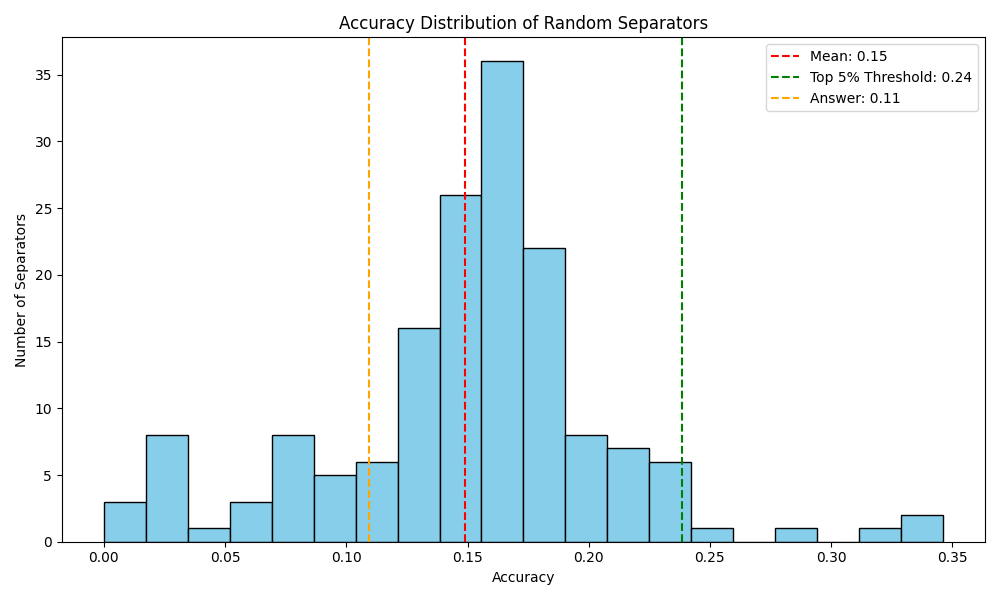 Accuracy Distribution of Random Separators
Mean: 0.15
Top 5% Threshold: 0.24
Answer: 0.11
Number of Separators
35
30
25
20
15
10
5
0
0.00 0.05 0.10 0.15 0.20 0.25 0.30 0.35
Accuracy